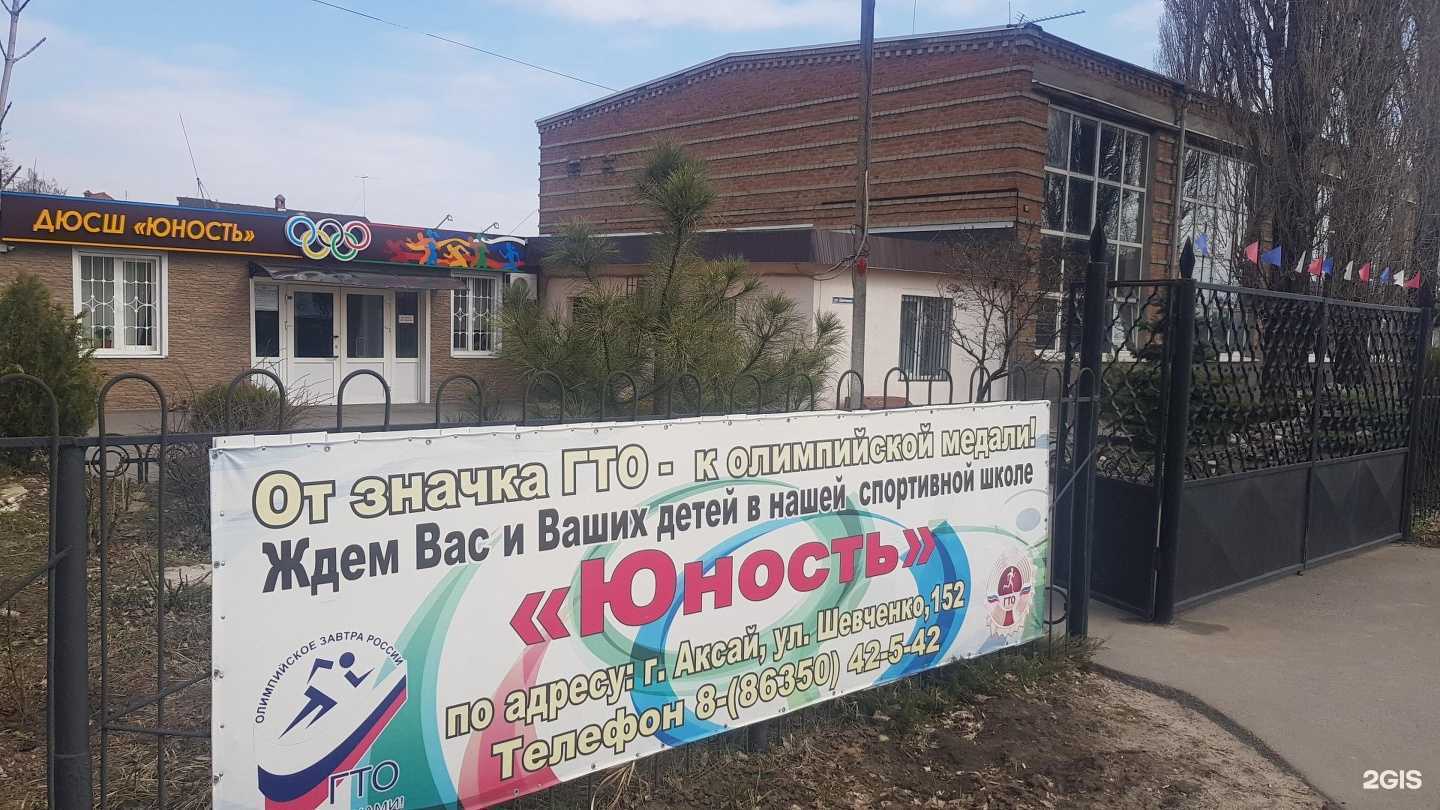 ДЮСШ «ЮНОСТЬ»
От значка ГТО - к олимпийской медали!
Ждем Вас и Ваших детей в нашей спортивной школе
«Юность»
по адресу: г. Аксай, ул. Шевченко,152
Телефон 8-(86350) 42-5-42
ОЛИМПИЙСКОЕ ЗАВТРА РОССИИ
ГТО
ГТО
2GIS